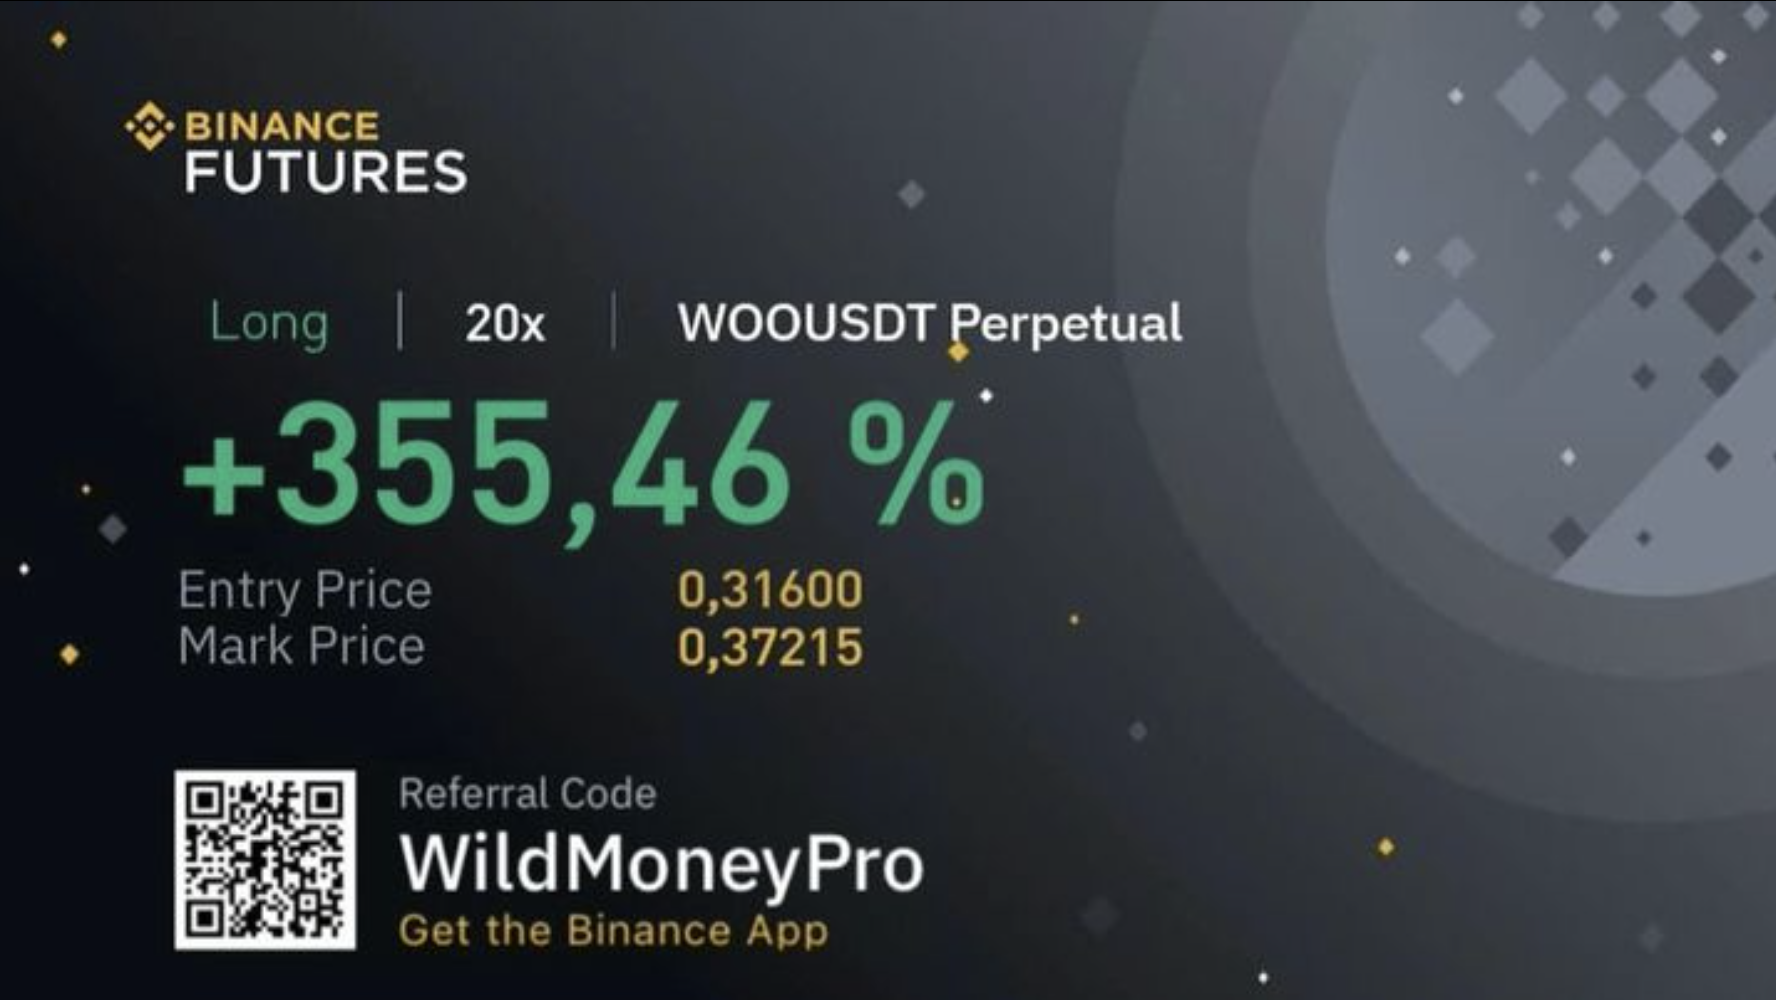 BINANCE
FUTURES
Long | 20x | WOOUSDT Perpetual
+355,46 %
Entry Price 0,31600
Mark Price 0,37215
Referral Code
WildMoneyPro
Get the Binance App